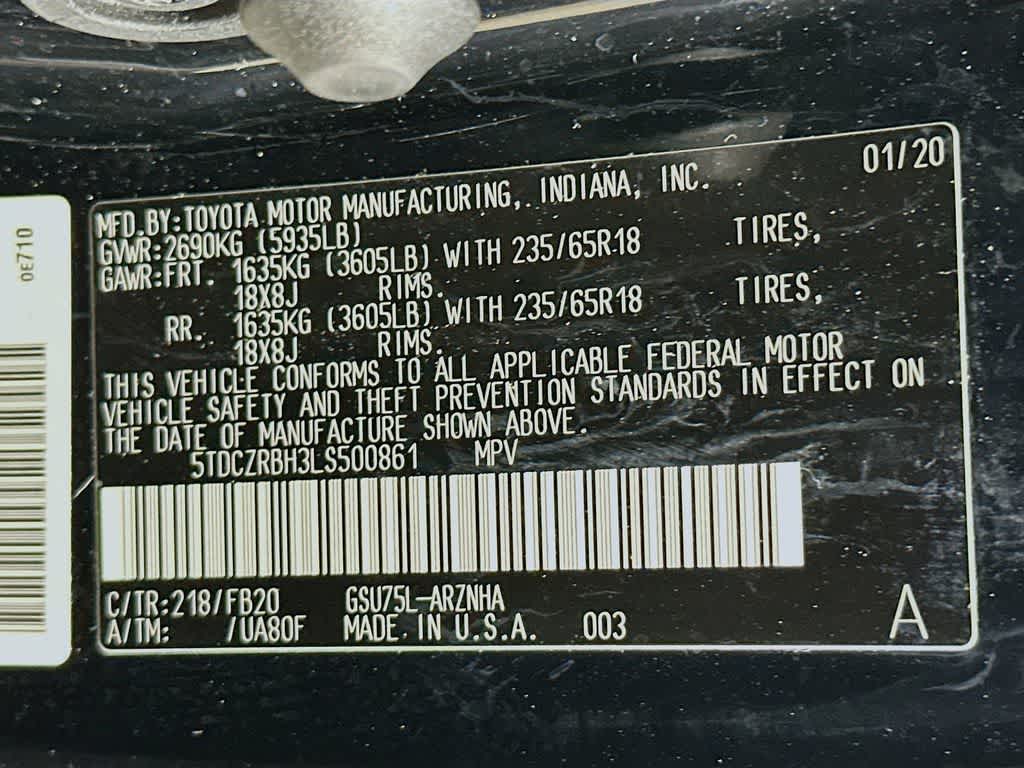 01/20
MFD.BY:TOYOTA MOTOR MANUFACTURING, INDIANA, INC.
GVWR:2690KG (5935LB)
GAWR:FRT. 1635KG (3605LB) WITH 235/65R18 TIRES,
18X8J RIMS.
RR. 1635KG (3605LB) WITH 235/65R18 TIRES,
18X8J RIMS.
THIS VEHICLE CONFORMS TO ALL APPLICABLE FEDERAL MOTOR
VEHICLE SAFETY AND THEFT PREVENTION STANDARDS IN EFFECT ON
THE DATE OF MANUFACTURE SHOWN ABOVE.
5TDCZRBH3LS500861 MPV
C/TR:218/FB20 GSU75L-ARZNHA
A/TM: /UA80F MADE IN U.S.A. 003 A
0E710